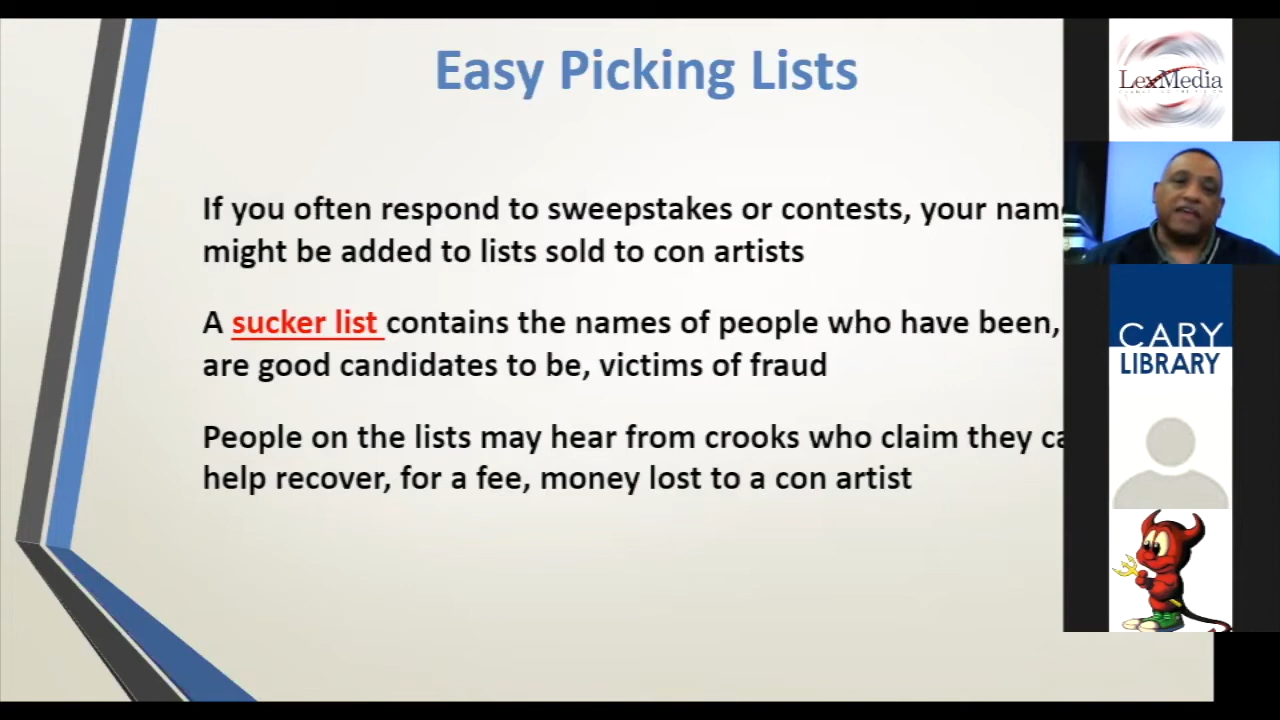 Easy Picking Lists
If you often respond to sweepstakes or contests, your
might be added to lists sold to con artists
A sucker list contains the names of people who have been,
are good candidates to be, victims of fraud
People on the lists may hear from crooks who claim they
help recover, for a fee, money lost to a con artist
LexMedia
CARY
LIBRARY